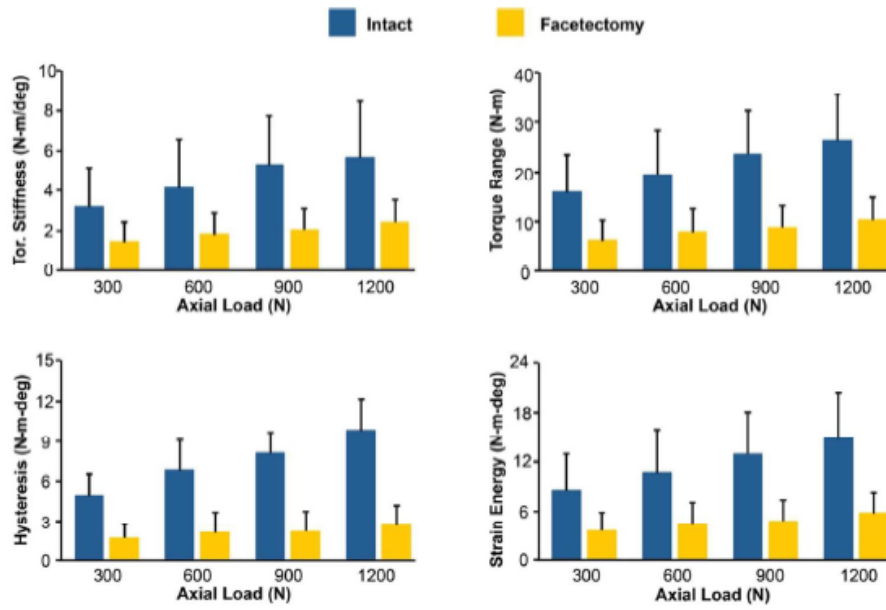 Intact Facetectomy
Tor. Stiffness (N-m/deg)
10
8
6
4
2
0
300 600 900 1200
Axial Load (N)
Torque Range (N-m)
40
30
20
10
0
300 600 900 1200
Axial Load (N)
Hysteresis (N-m-deg)
15
12
9
6
3
0
300 600 900 1200
Axial Load (N)
Strain Energy (N-m-deg)
24
18
12
6
0
300 600 900 1200
Axial Load (N)